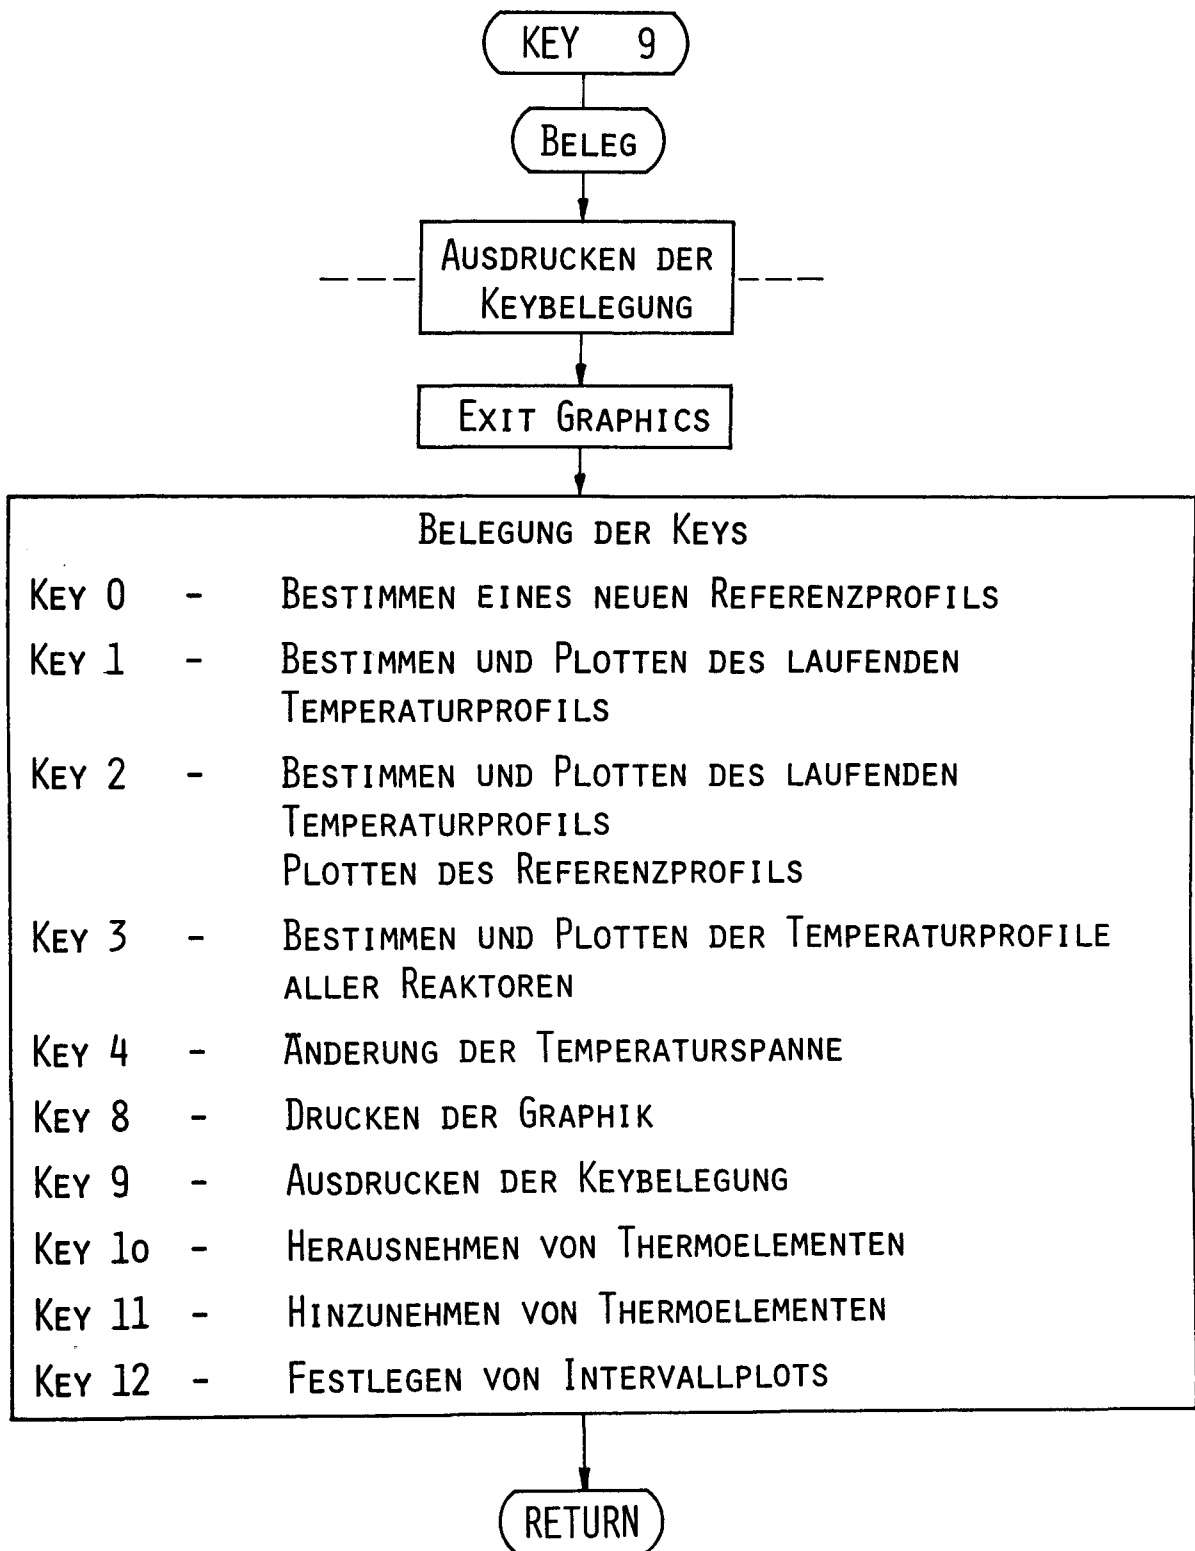 KEY 9
BELEG
AUSDRUCKEN DER
KEYBELEGUNG
EXIT GRAPHICS
BELEGUNG DER KEYS
KEY 0 - BESTIMMEN EINES NEUEN REFERENZPROFILS
KEY 1 - BESTIMMEN UND PLOTTEN DES LAUFENDEN
TEMPERATURPROFILS
KEY 2 - BESTIMMEN UND PLOTTEN DES LAUFENDEN
TEMPERATURPROFILS
PLOTTEN DES REFERENZPROFILS
KEY 3 - BESTIMMEN UND PLOTTEN DER TEMPERATURPROFILE
ALLER REAKTOREN
KEY 4 - ÄNDERUNG DER TEMPERATURSPANNE
KEY 8 - DRUCKEN DER GRAPHIK
KEY 9 - AUSDRUCKEN DER KEYBELEGUNG
KEY 1o - HERAUSNEHMEN VON THERMOELEMENTEN
KEY 11 - HINZUNEHMEN VON THERMOELEMENTEN
KEY 12 - FESTLEGEN VON INTERVALLPLOTS
RETURN